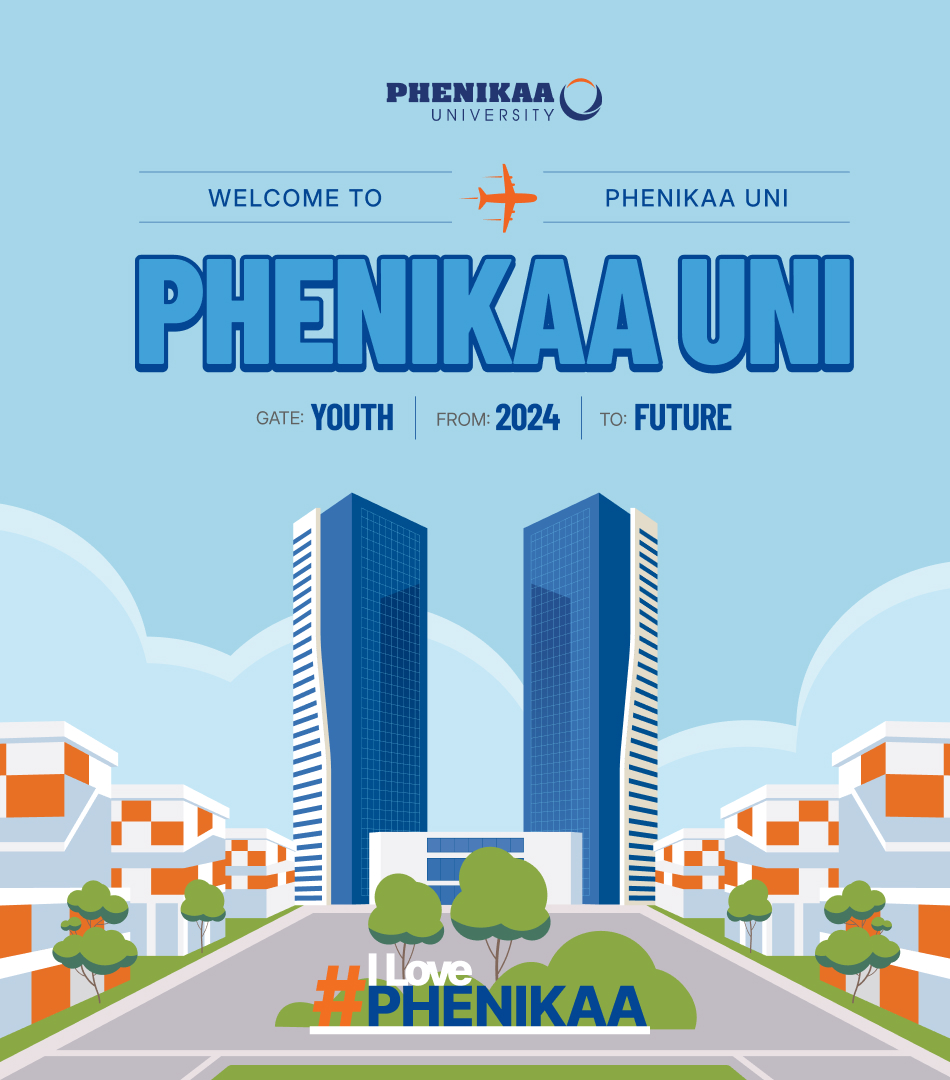 PHENIKAA
UNIVERSITY
WELCOME TO PHENIKAA UNI
PHENIKAA UNI
GATE: YOUTH FROM: 2024 TO: FUTURE
#I Love
PHENIKAA